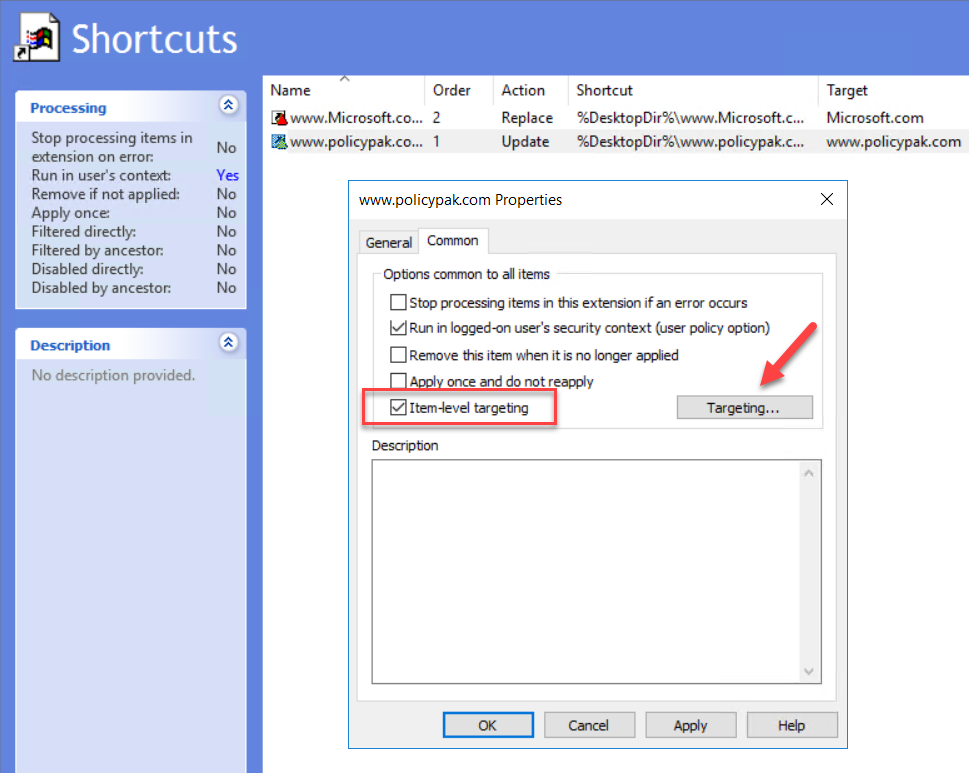 Shortcuts
Processing
Stop processing items in
extension on error: No
Run in user's context: Yes
Remove if not applied: No
Apply once: No
Filtered directly: No
Filtered by ancestor: No
Disabled directly: No
Disabled by ancestor: No
Description
No description provided.
Name Order Action Shortcut Target
www.Microsoft.co... 2 Replace %DesktopDir%\www.Microsoft.c... Microsoft.com
www.policypak.co... 1 Update %DesktopDir%\www.policypak.c... www.policypak.com
www.policypak.com Properties
General Common
Options common to all items
Stop processing items in this extension if an error occurs
Run in logged-on user's security context (user policy option)
Remove this item when it is no longer applied
Apply once and do not reapply
Item-level targeting Targeting...
Description
OK Cancel Apply Help